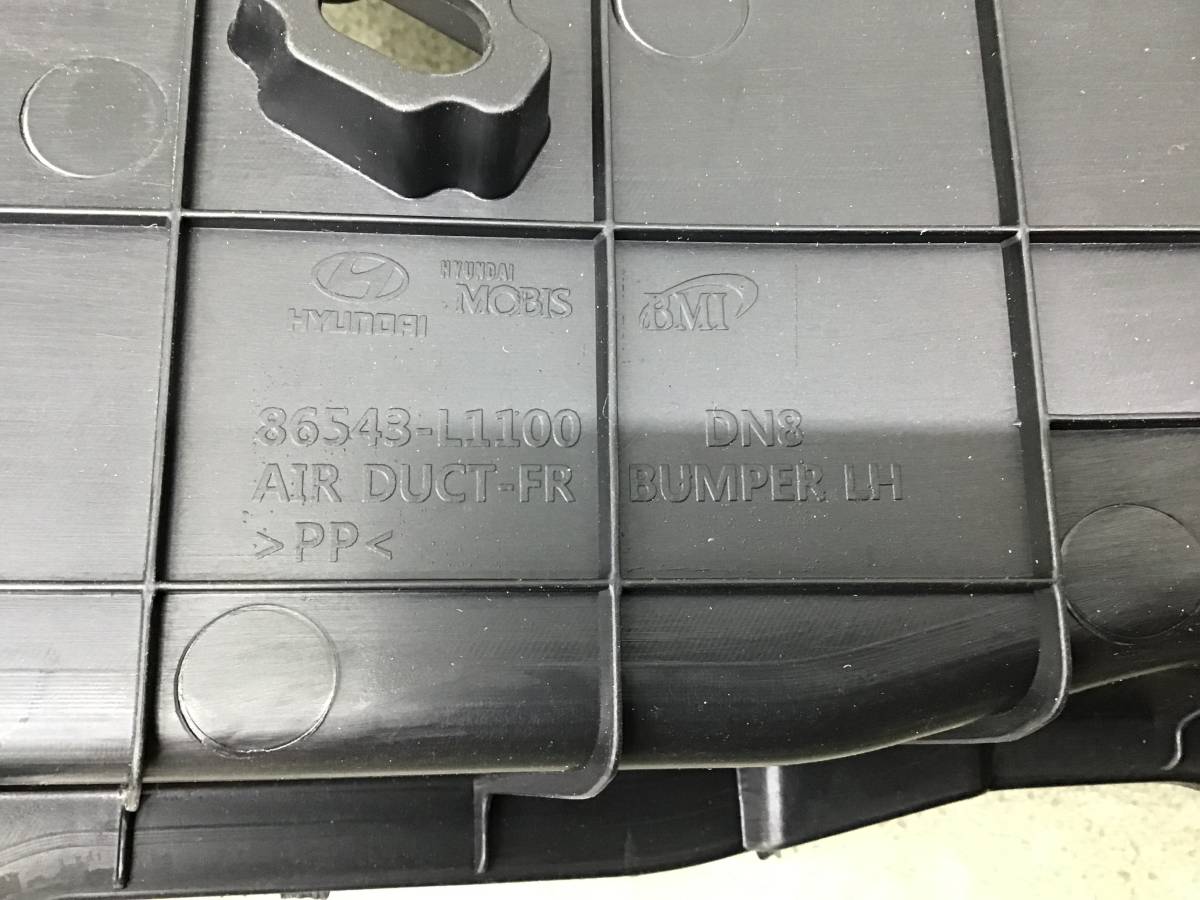 HYUNDAI
HYUNDAI
MOBIS
BMI
86543-L1100 DN8
AIR DUCT-FR BUMPER LH
>PP<